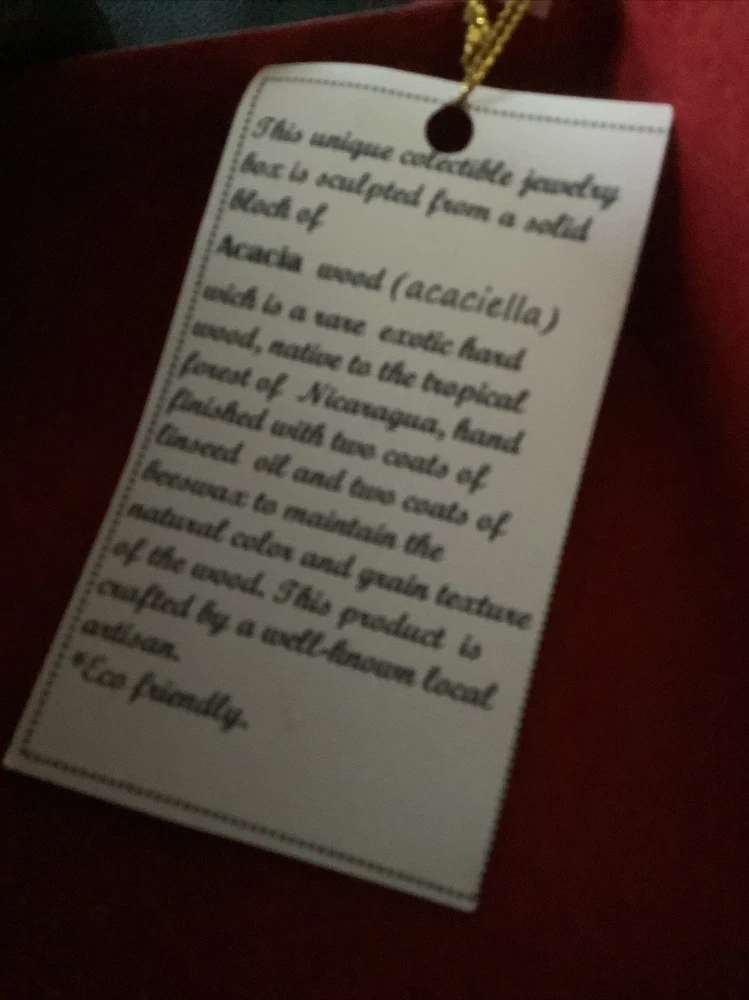 This unique colectible jewelry
box is sculpted from a solid
block of
Acacia wood (acaciella)
wich is a rare exotic hard
wood, native to the tropical
forest of Nicaragua, hand
finished with two coats of
linseed oil and two coats of
beeswax to maintain the
natural color and grain texture
of the wood. This product is
crafted by a well-known local
artisan.
*Eco friendly.